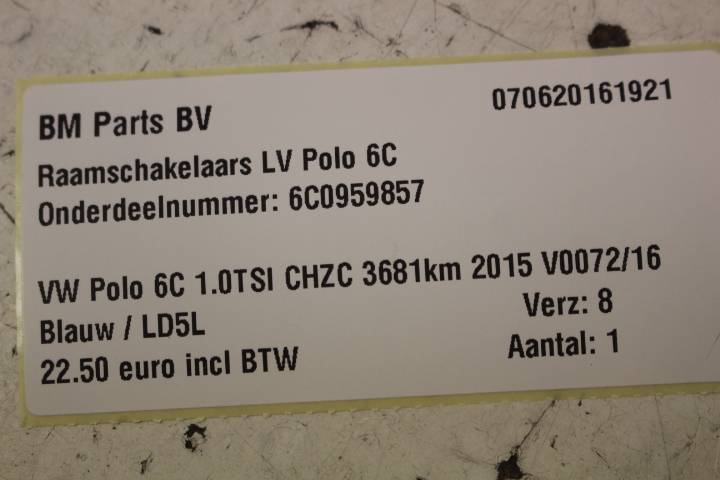 BM Parts BV 070620161921
Raamschakelaars LV Polo 6C
Onderdeelnummer: 6C0959857
VW Polo 6C 1.0TSI CHZC 3681km 2015 V0072/16
Blauw / LD5L Verz: 8
22.50 euro incl BTW Aantal: 1